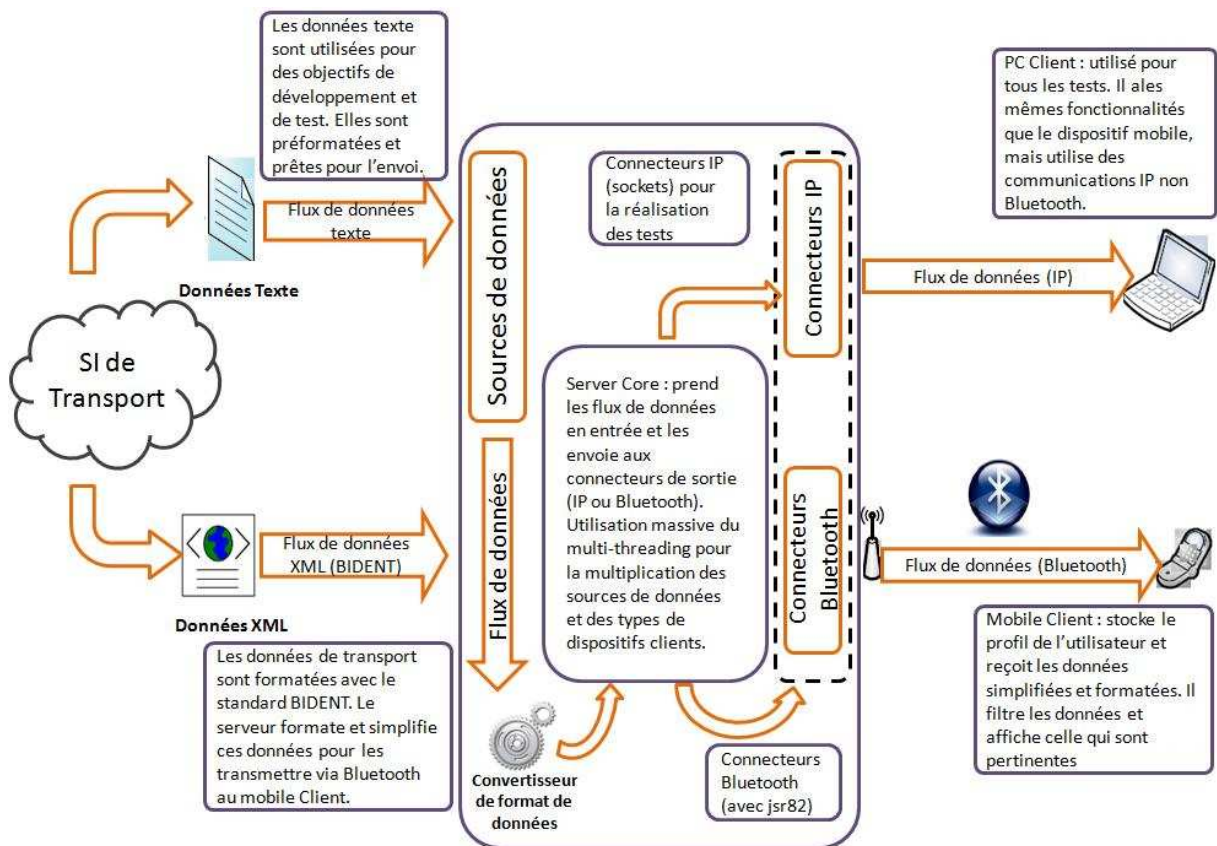 Les données texte
sont utilisées pour
des objectifs de
développement et
de test. Elles sont
préformatées et
prêtes pour l'envoi.
Flux de données
texte
Données Texte
SI de
Transport
Flux de données
XML (BIDENT)
Données XML
Les données de transport
sont formatées avec le
standard BIDENT. Le
serveur formate et simplifie
ces données pour les
transmettre via Bluetooth
au mobile Client.
Sources de données
Flux de données
Convertisseur
de format de
données
Connecteurs IP
(sockets) pour
la réalisation
des tests
Server Core : prend
les flux de données
en entrée et les
envoie aux
connecteurs de sortie
(IP ou Bluetooth).
Utilisation massive du
multi-threading pour
la multiplication des
sources de données
et des types de
dispositifs clients.
Connecteurs
Bluetooth
(avec jsr82)
Connecteurs IP
Connecteurs
Bluetooth
PC Client : utilisé pour
tous les tests. Il ales
mêmes fonctionnalités
que le dispositif mobile,
mais utilise des
communications IP non
Bluetooth.
Flux de données (IP)
Flux de données (Bluetooth)
Mobile Client : stocke le
profil de l'utilisateur et
reçoit les données
simplifiées et formatées. Il
filtre les données et
affiche celle qui sont
pertinentes